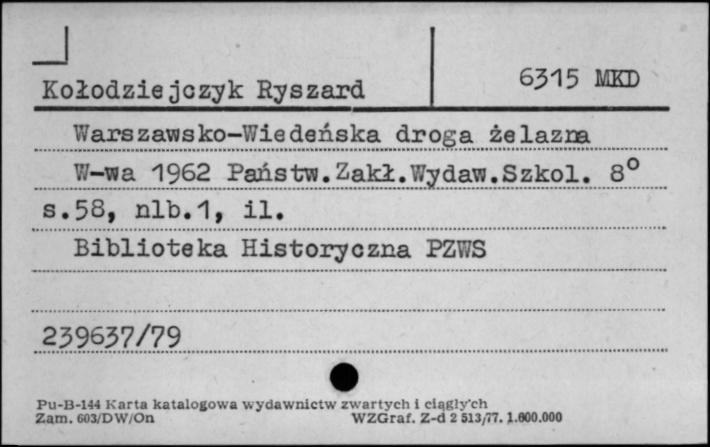 Kołodziejczyk Ryszard 6315 MKD
Warszawsko-Wiedeńska droga żelazna
W-wa 1962 Państw.Zakł.Wydaw.Szkol. 8°
s.58, nlb.1, il.
Biblioteka Historyczna PZWS
239637/79
Pu-B-144 Karta katalogowa wydawnictw zwartych i ciągłych
Zam. 603/DW/On WZGraf. Z-d 2 513/77. 1.600.000